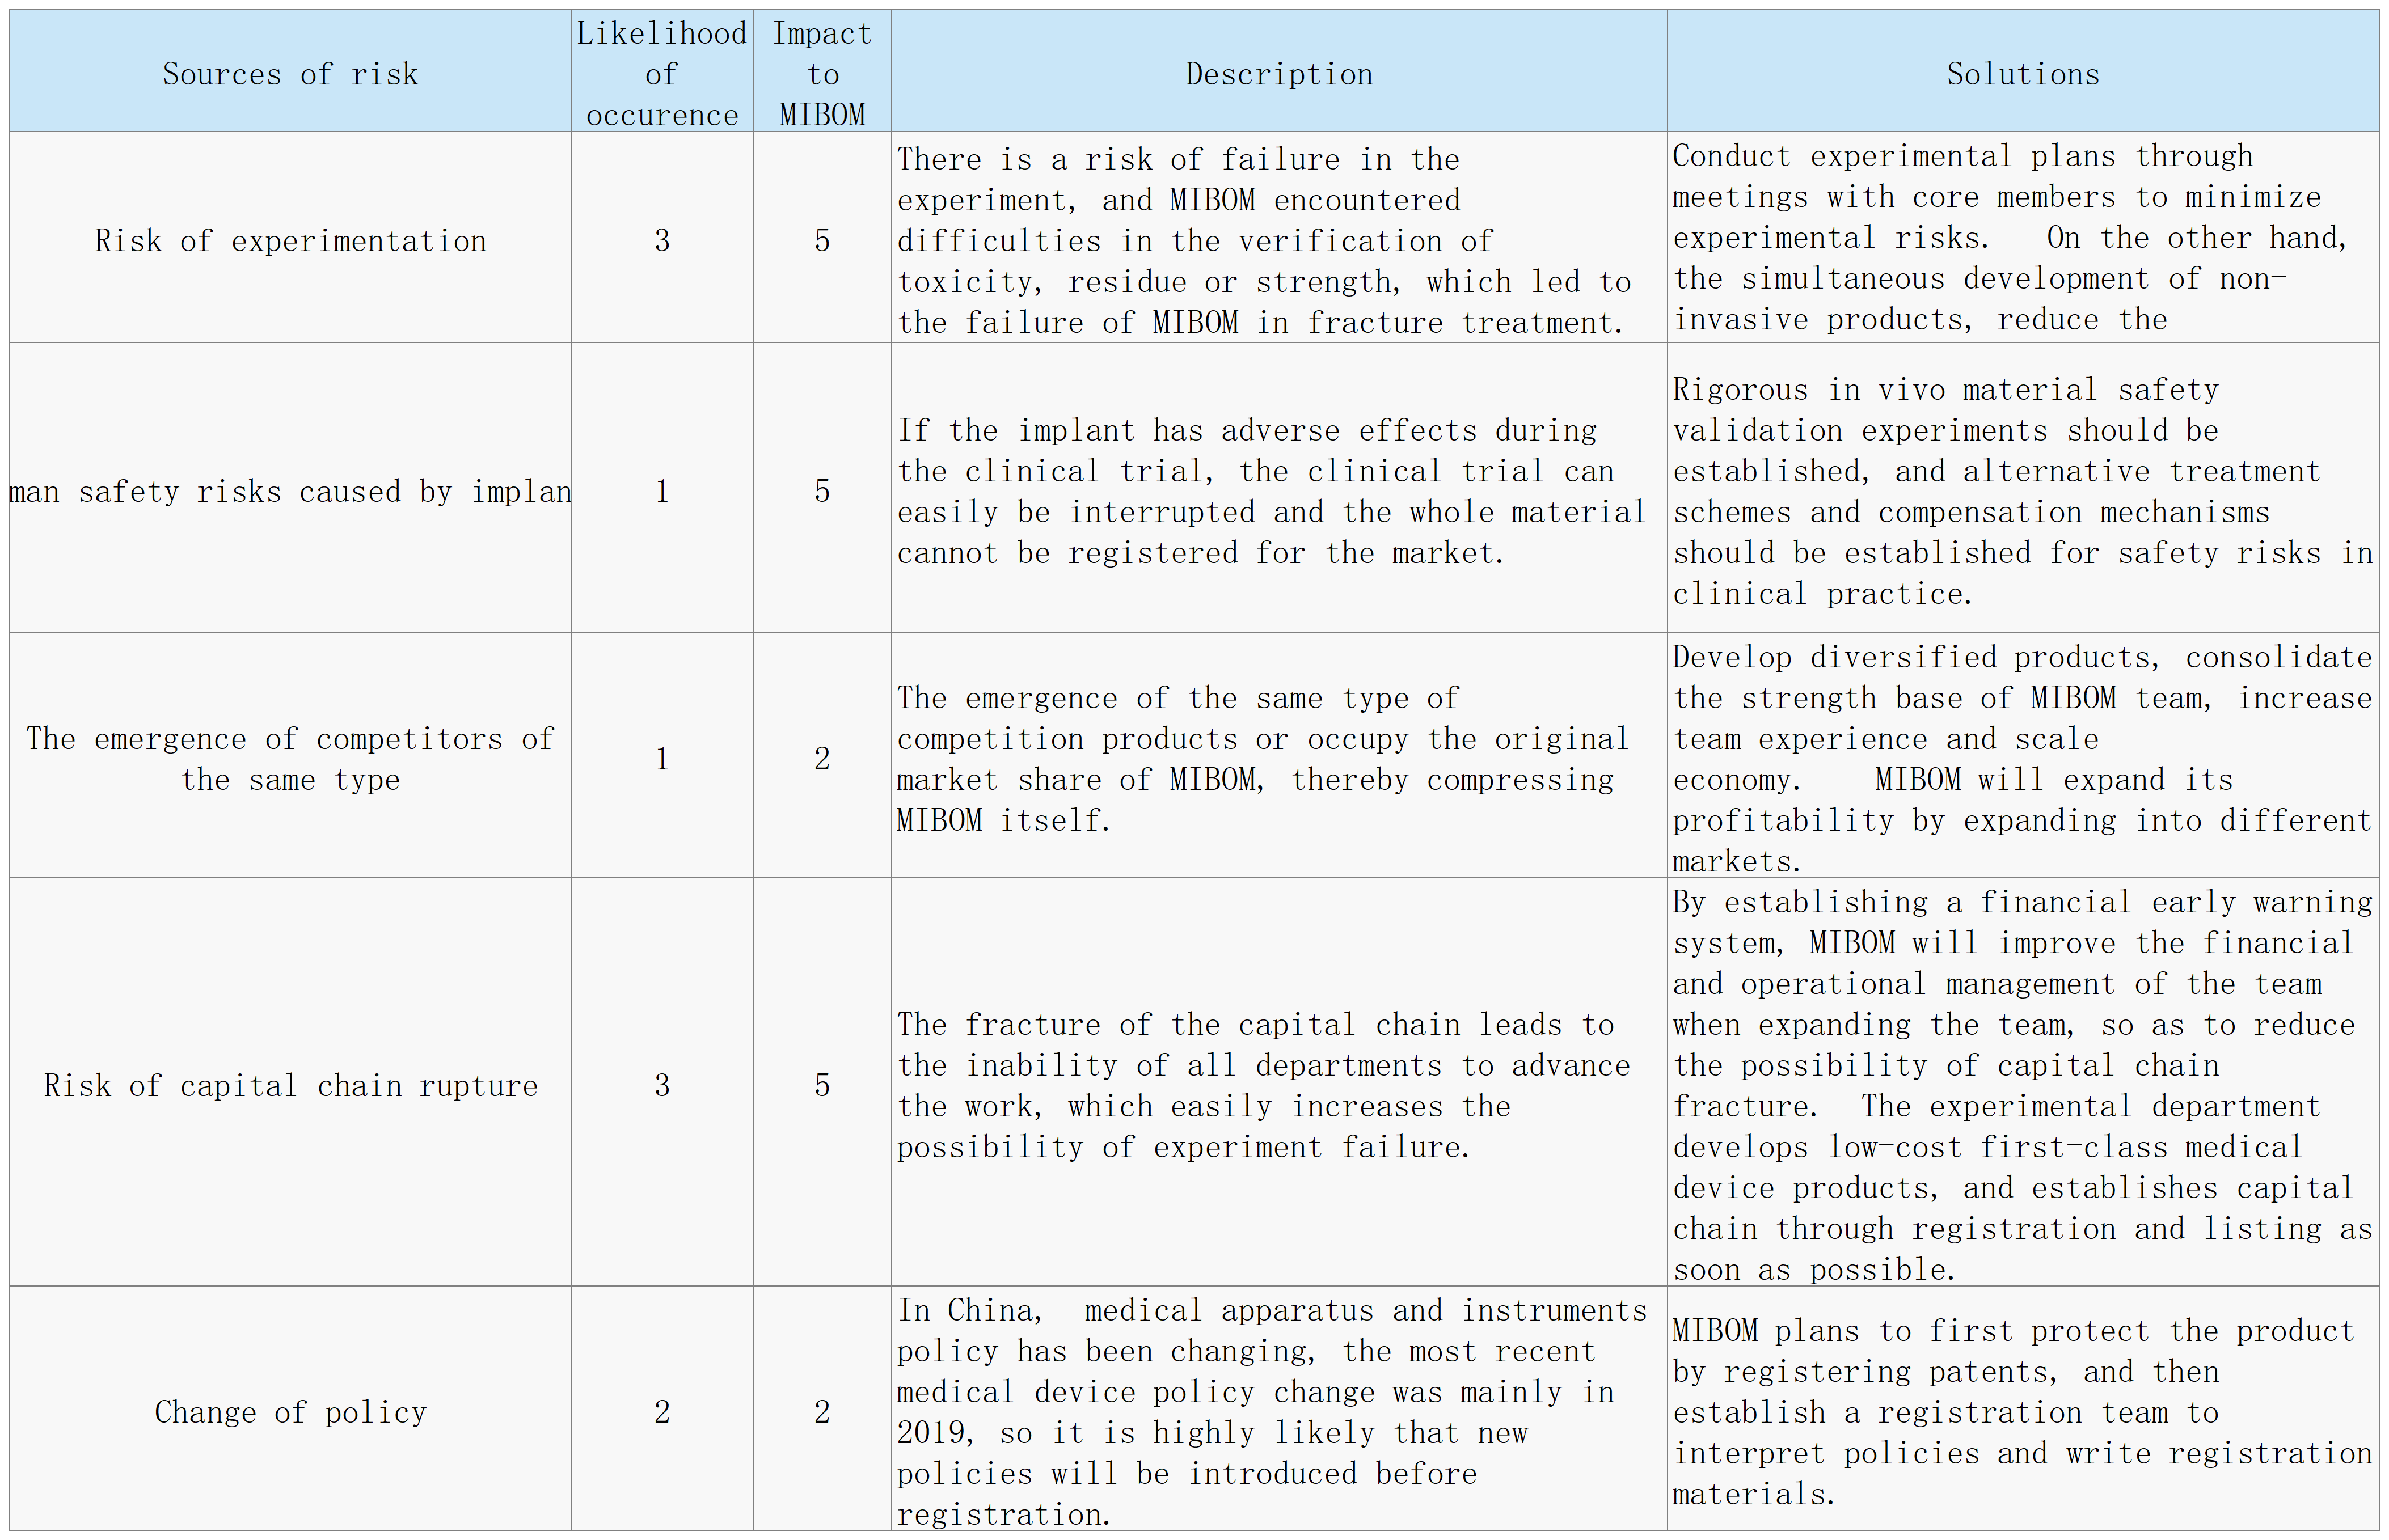 Sources of risk
Likelihood
of
occurence
Impact
to
MIBOM
Description
Solutions
Risk of experimentation
3
5
There is a risk of failure in the
experiment, and MIBOM encountered
difficulties in the verification of
toxicity, residue or strength, which led to
the failure of MIBOM in fracture treatment.
Conduct experimental plans through
meetings with core members to minimize
experimental risks.   On the other hand,
the simultaneous development of non-
invasive products, reduce the
man safety risks caused by implan
1
5
If the implant has adverse effects during
the clinical trial, the clinical trial can
easily be interrupted and the whole material
cannot be registered for the market.
Rigorous in vivo material safety
validation experiments should be
established, and alternative treatment
schemes and compensation mechanisms
should be established for safety risks in
clinical practice.
The emergence of competitors of
the same type
1
2
The emergence of the same type of
competition products or occupy the original
market share of MIBOM, thereby compressing
MIBOM itself.
Develop diversified products, consolidate
the strength base of MIBOM team, increase
team experience and scale
economy.    MIBOM will expand its
profitability by expanding into different
markets.
Risk of capital chain rupture
3
5
The fracture of the capital chain leads to
the inability of all departments to advance
the work, which easily increases the
possibility of experiment failure.
By establishing a financial early warning
system, MIBOM will improve the financial
and operational management of the team
when expanding the team, so as to reduce
the possibility of capital chain
fracture.  The experimental department
develops low-cost first-class medical
device products, and establishes capital
chain through registration and listing as
soon as possible.
Change of policy
2
2
In China,  medical apparatus and instruments
policy has been changing, the most recent
medical device policy change was mainly in
2019, so it is highly likely that new
policies will be introduced before
registration.
MIBOM plans to first protect the product
by registering patents, and then
establish a registration team to
interpret policies and write registration
materials.